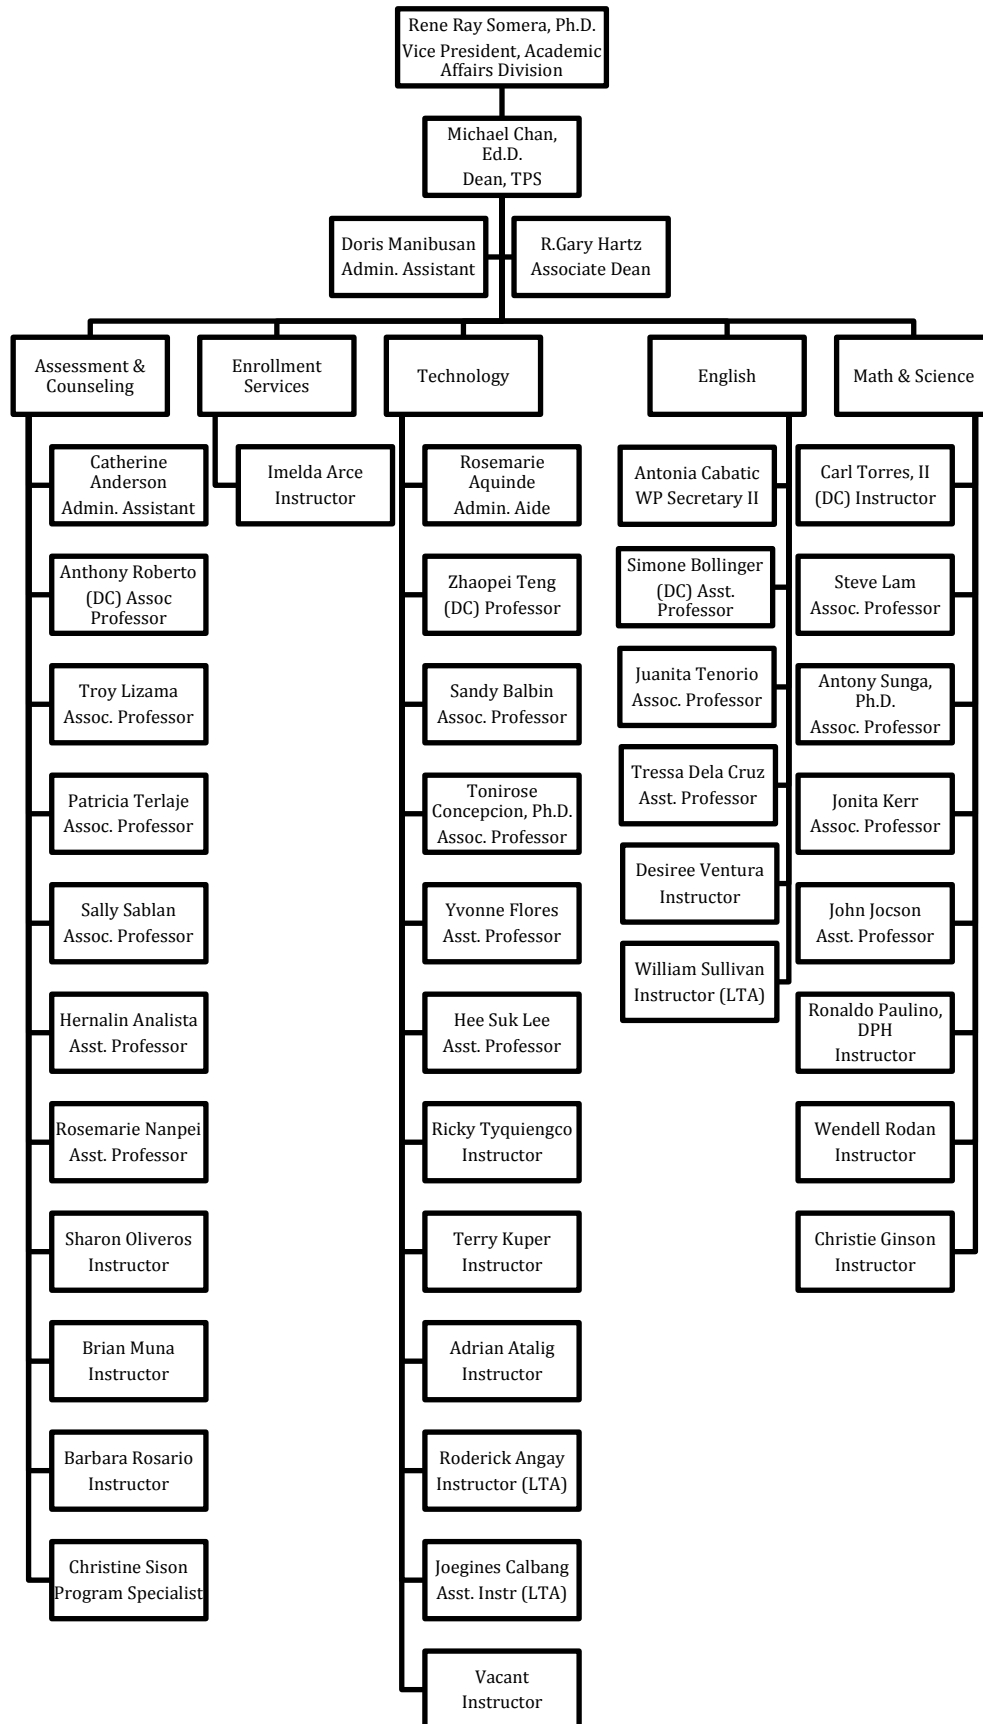 Rene Ray Somera, Ph.D.
Vice President, Academic
Affairs Division
Michael Chan,
Ed.D.
Dean, TPS
Doris Manibusan
Admin. Assistant
R.Gary Hartz
Associate Dean
Assessment &
Counseling
Catherine
Anderson
Admin. Assistant
Anthony Roberto
(DC) Assoc
Professor
Troy Lizama
Assoc. Professor
Patricia Terlaje
Assoc. Professor
Sally Sablan
Assoc. Professor
Hernalin Analista
Asst. Professor
Rosemarie Nanpei
Asst. Professor
Sharon Oliveros
Instructor
Brian Muna
Instructor
Barbara Rosario
Instructor
Christine Sison
Program Specialist
Enrollment
Services
Imelda Arce
Instructor
Technology
Rosemarie
Aquinde
Admin. Aide
Zhaopei Teng
(DC) Professor
Sandy Balbin
Assoc. Professor
Tonirose
Concepcion, Ph.D.
Assoc. Professor
Yvonne Flores
Asst. Professor
Hee Suk Lee
Asst. Professor
Ricky Tyquiengco
Instructor
Terry Kuper
Instructor
Adrian Atalig
Instructor
Roderick Angay
Instructor (LTA)
Joegines Calbang
Asst. Instr (LTA)
Vacant
Instructor
English
Antonia Cabatic
WP Secretary II
Simone Bollinger
(DC) Asst.
Professor
Juanita Tenorio
Assoc. Professor
Tressa Dela Cruz
Asst. Professor
Desiree Ventura
Instructor
William Sullivan
Instructor (LTA)
Math & Science
Carl Torres, II
(DC) Instructor
Steve Lam
Assoc. Professor
Antony Sunga,
Ph.D.
Assoc. Professor
Jonita Kerr
Assoc. Professor
John Jocson
Asst. Professor
Ronaldo Paulino,
DPH
Instructor
Wendell Rodan
Instructor
Christie Ginson
Instructor